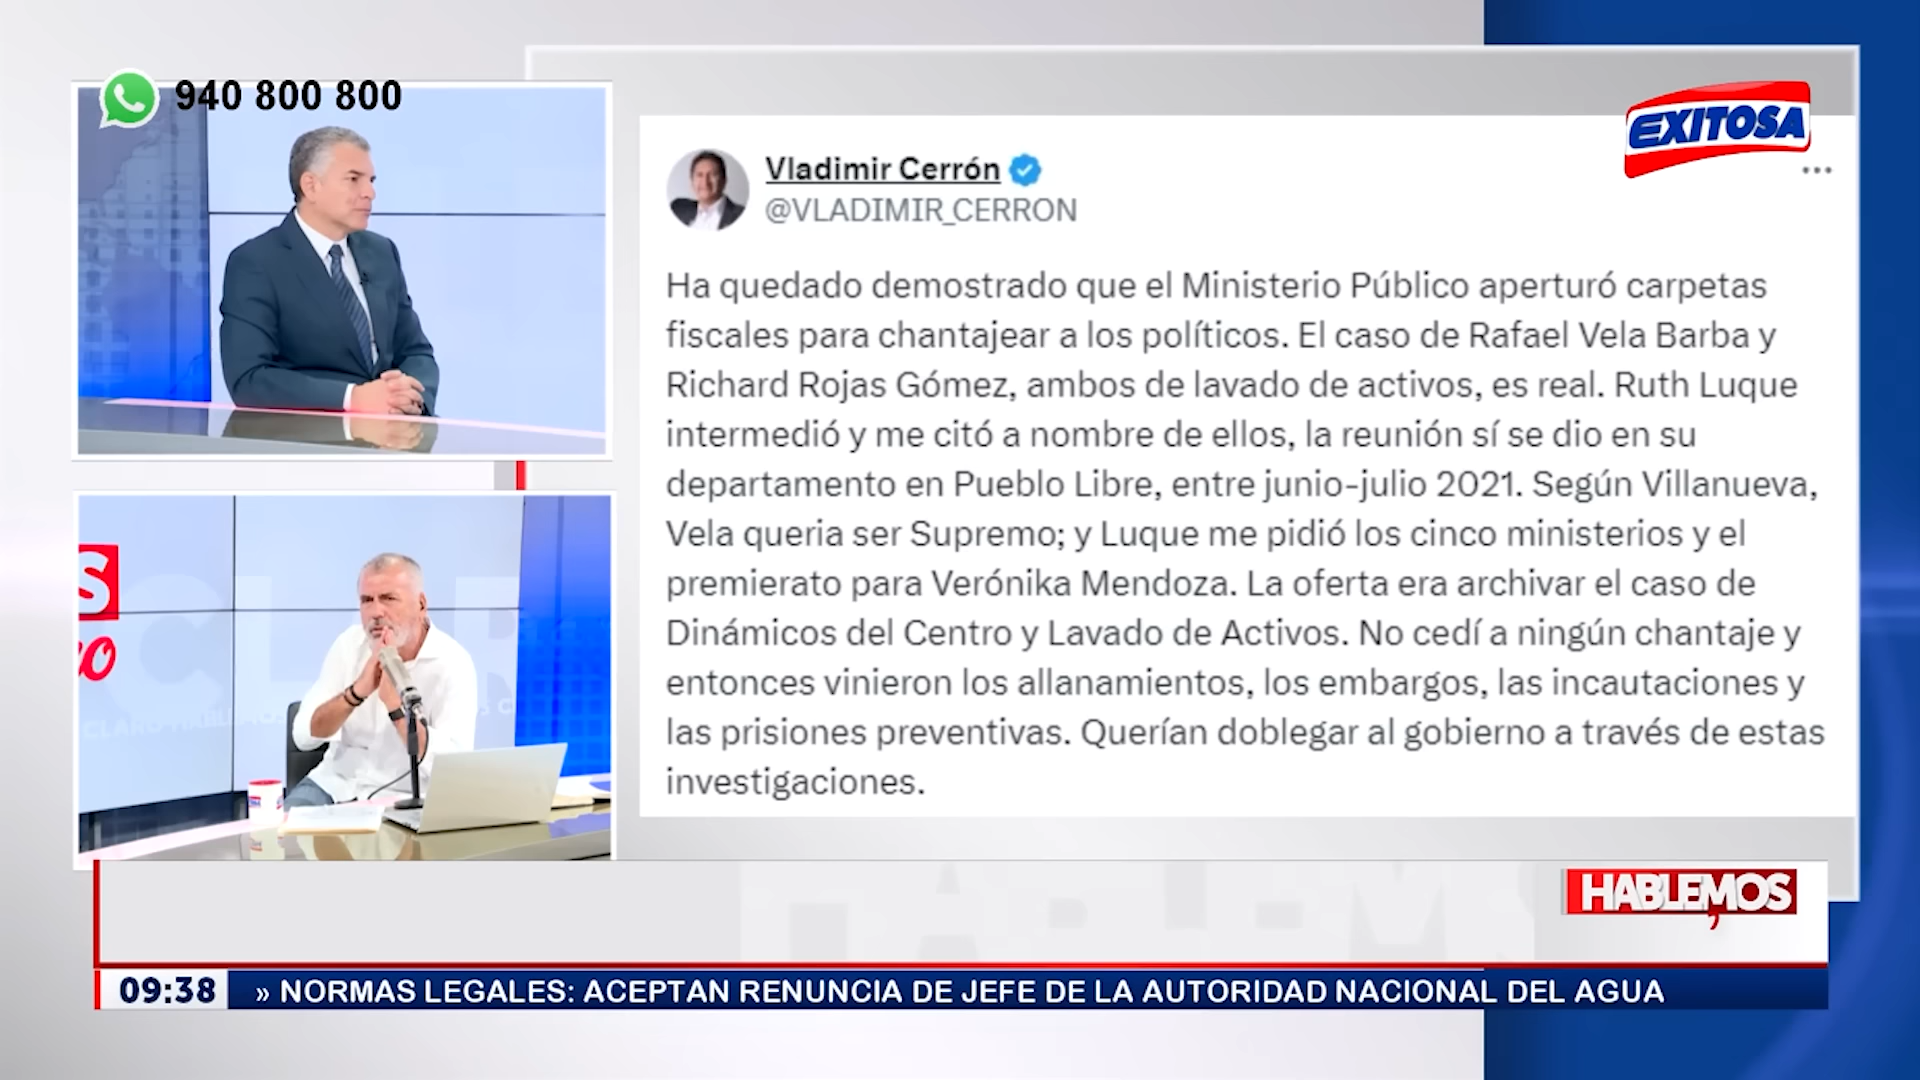 940 800 800
EXITOSA
Vladimir Cerrón
@VLADIMIR_CERRON
Ha quedado demostrado que el Ministerio Público aperturó carpetas
fiscales para chantajear a los políticos. El caso de Rafael Vela Barba y
Richard Rojas Gómez, ambos de lavado de activos, es real. Ruth Luque
intermedió y me citó a nombre de ellos, la reunión sí se dio en su
departamento en Pueblo Libre, entre junio-julio 2021. Según Villanueva,
Vela queria ser Supremo; y Luque me pidió los cinco ministerios y el
premierato para Verónika Mendoza. La oferta era archivar el caso de
Dinámicos del Centro y Lavado de Activos. No cedí a ningún chantaje y
entonces vinieron los allanamientos, los embargos, las incautaciones y
las prisiones preventivas. Querían doblegar al gobierno a través de estas
investigaciones.
HABLEMOS
09:38
» NORMAS LEGALES: ACEPTAN RENUNCIA DE JEFE DE LA AUTORIDAD NACIONAL DEL AGUA